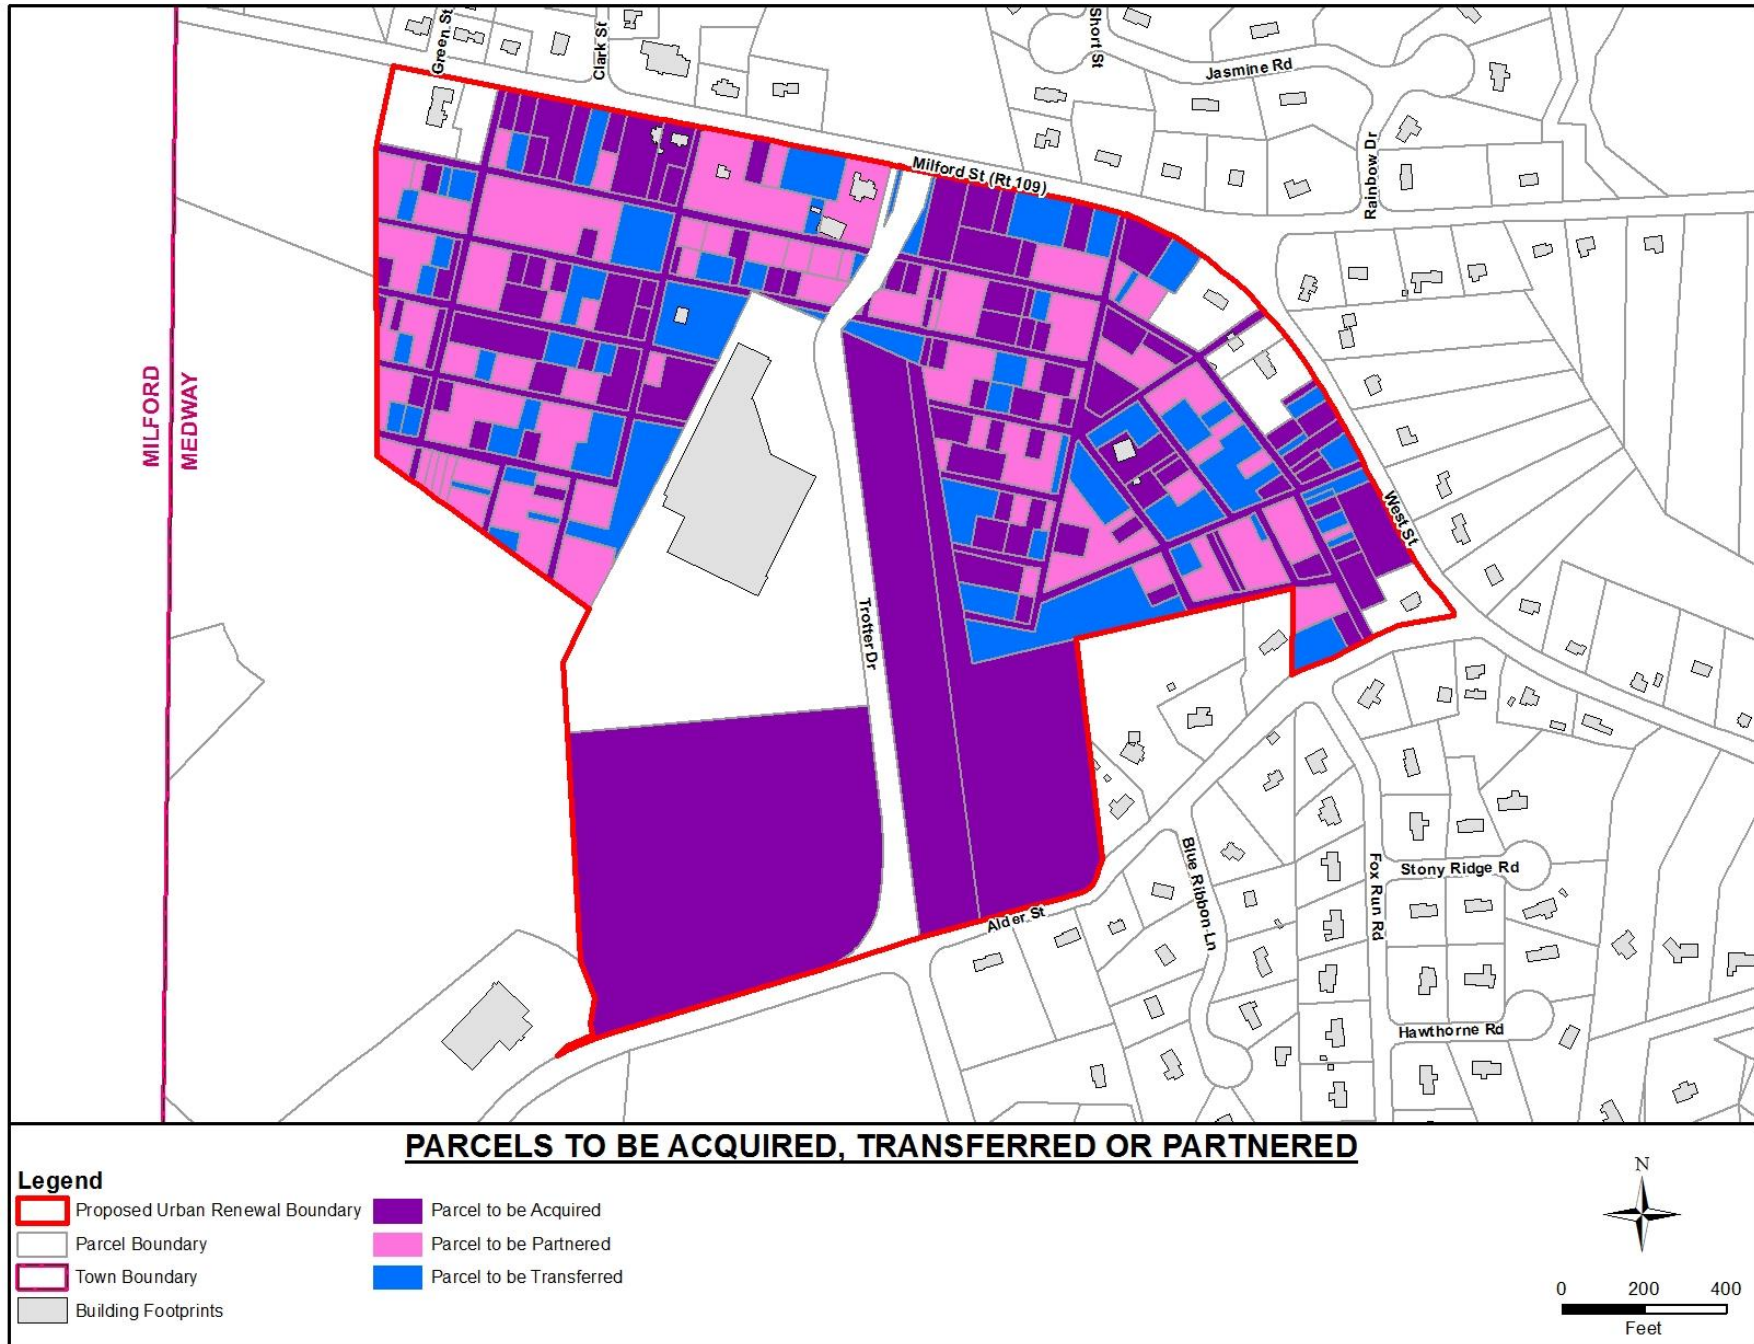 Green St
Clark St
Short St
Jasmine Rd
Rainbow Dr
Milford St (Rt 109)
MILFORD
MEDWAY
West St
Trotter Dr
Alder St
Blue Ribbon Ln
Fox Run Rd
Stony Ridge Rd
Hawthorne Rd
PARCELS TO BE ACQUIRED, TRANSFERRED OR PARTNERED
Legend
Proposed Urban Renewal Boundary
Parcel Boundary
Town Boundary
Building Footprints
Parcel to be Acquired
Parcel to be Partnered
Parcel to be Transferred
N
0 200 400
Feet